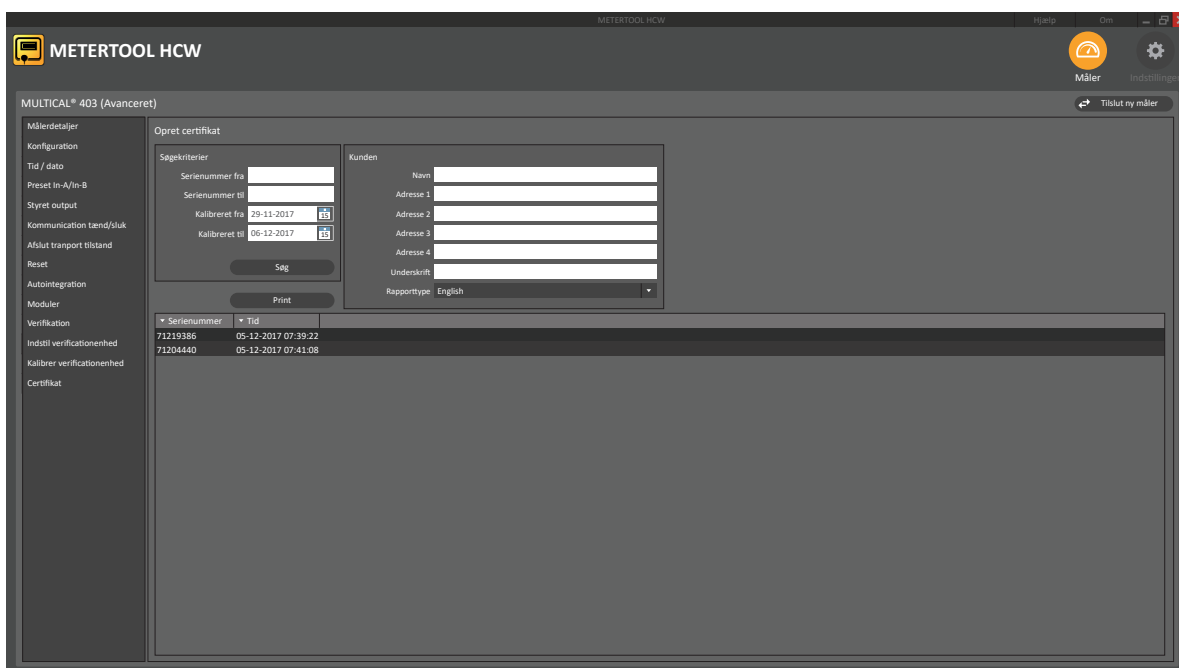 METERTOOL HCW
Hjælp
Om
METERTOOL HCW
Måler
Indstillinger
MULTICAL® 403 (Avanceret)
Tilslut ny måler
Målerdetaljer
Konfiguration
Tid / dato
Preset In-A/In-B
Styret output
Kommunication tænd/sluk
Afslut tranport tilstand
Reset
Autointegration
Moduler
Verifikation
Indstil verificationenhed
Kalibrer verificationenhed
Certifikat
Opret certifikat
Søgekriterier
Serienummer fra
Serienummer til
Kalibreret fra 29-11-2017 15
Kalibreret til 06-12-2017 15
Søg
Print
Kunden
Navn
Adresse 1
Adresse 2
Adresse 3
Adresse 4
Underskrift
Rapporttype English
Serienummer Tid
71219386 05-12-2017 07:39:22
71204440 05-12-2017 07:41:08